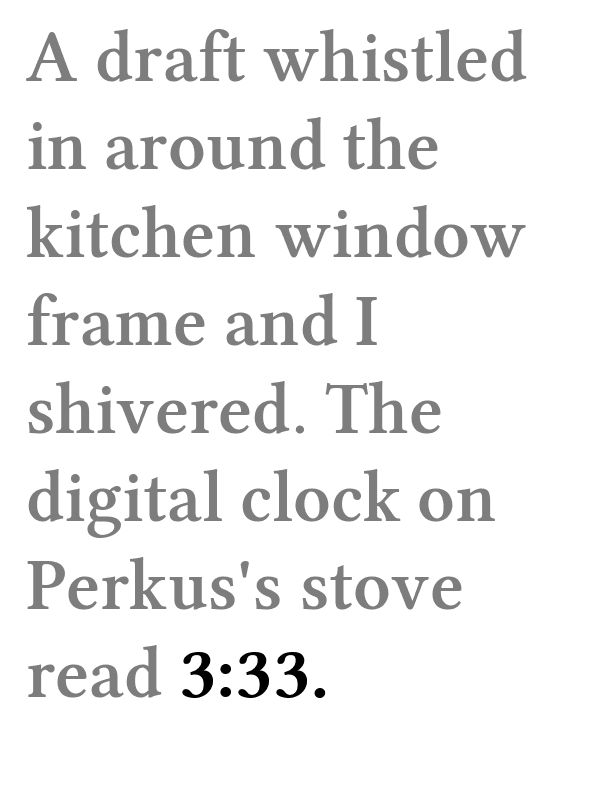 A draft whistled
in around the
kitchen window
frame and I
shivered. The
digital clock on
Perkus's stove
read 3:33.